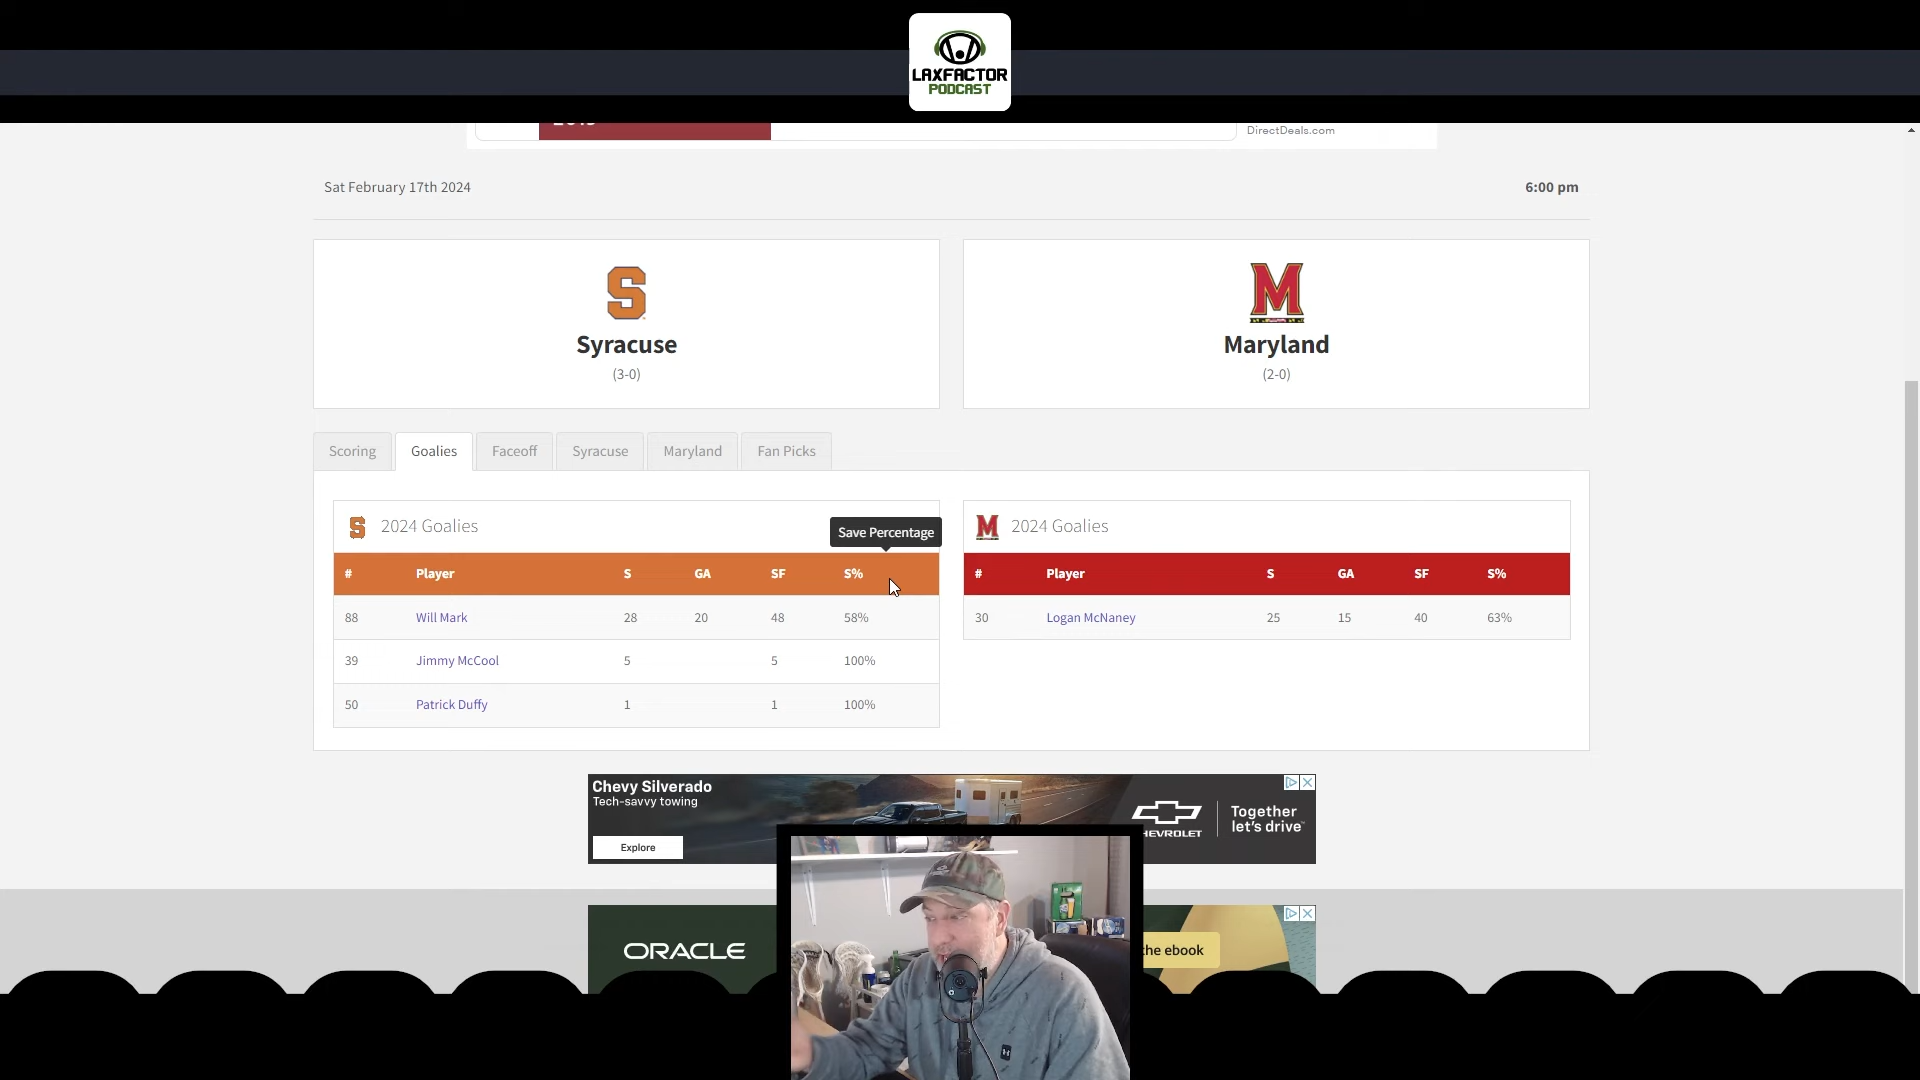 LAXFACTOR
PODCAST
DirectDeals.com
Sat February 17th 2024
6:00 pm
Syracuse
(3-0)
Maryland
(2-0)
Scoring
Goalies
Faceoff
Syracuse
Maryland
Fan Picks
2024 Goalies
Save Percentage
# Player S GA SF S%
88 Will Mark 28 20 48 58%
39 Jimmy McCool 5 5 100%
50 Patrick Duffy 1 1 100%
2024 Goalies
# Player S GA SF S%
30 Logan McNaney 25 15 40 63%
Chevy Silverado
Tech-savvy towing
Explore
HEVROLET
Together
let's drive™
ORACLE
the ebook